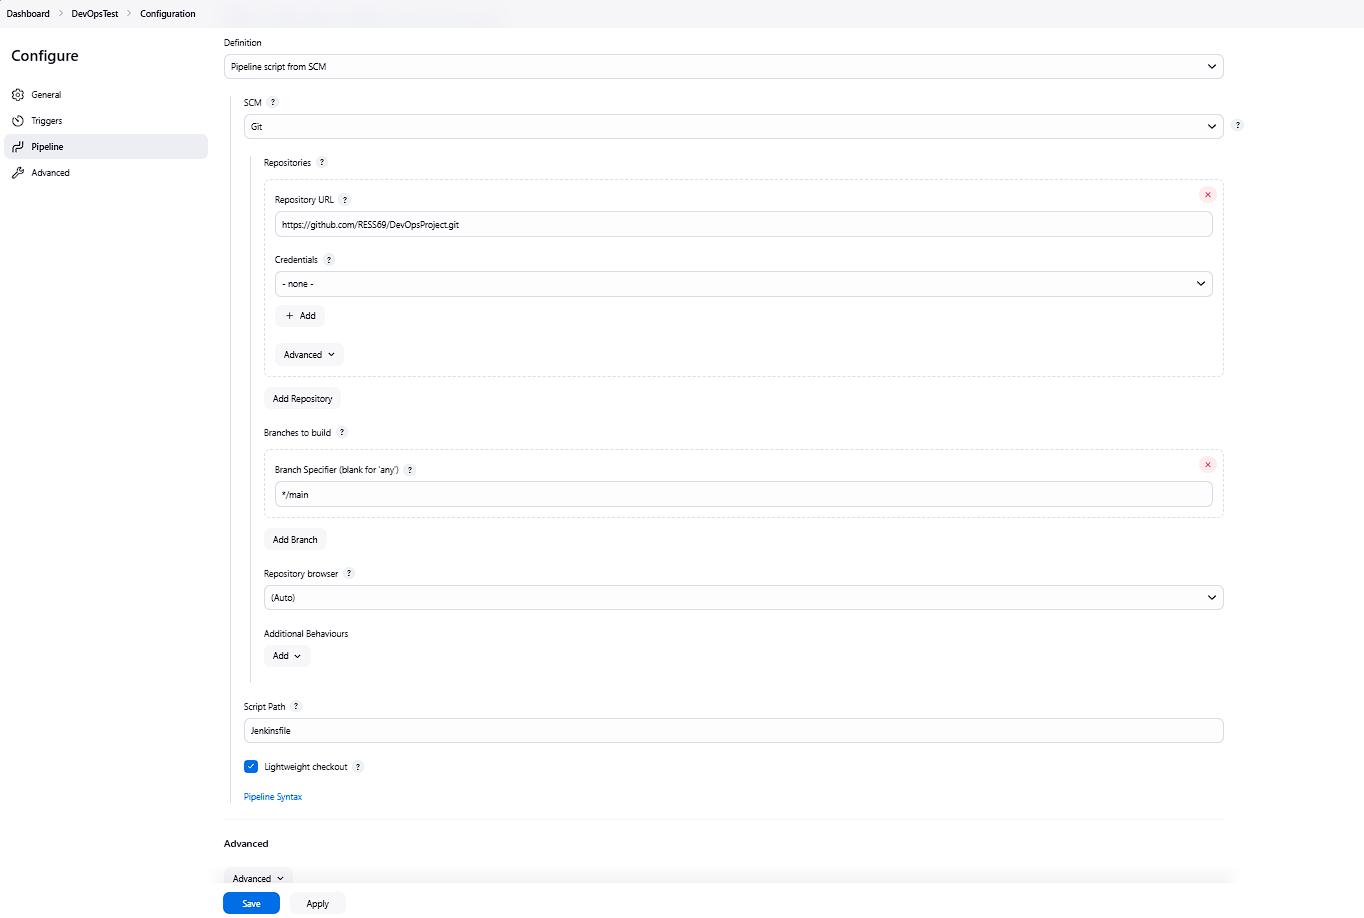 Dashboard > DevOpsTest > Configuration
Configure
General
Triggers
Pipeline
Advanced
Definition
Pipeline script from SCM
SCM ?
Git
?
Repositories ?
Repository URL ?
https://github.com/RESS69/DevOpsProject.git
Credentials ?
- none -
+ Add
Advanced
Add Repository
Branches to build ?
Branch Specifier (blank for 'any') ?
*/main
Add Branch
Repository browser ?
(Auto)
Additional Behaviours
Add
Script Path ?
Jenkinsfile
Lightweight checkout ?
Pipeline Syntax
Advanced
Advanced
Save Apply